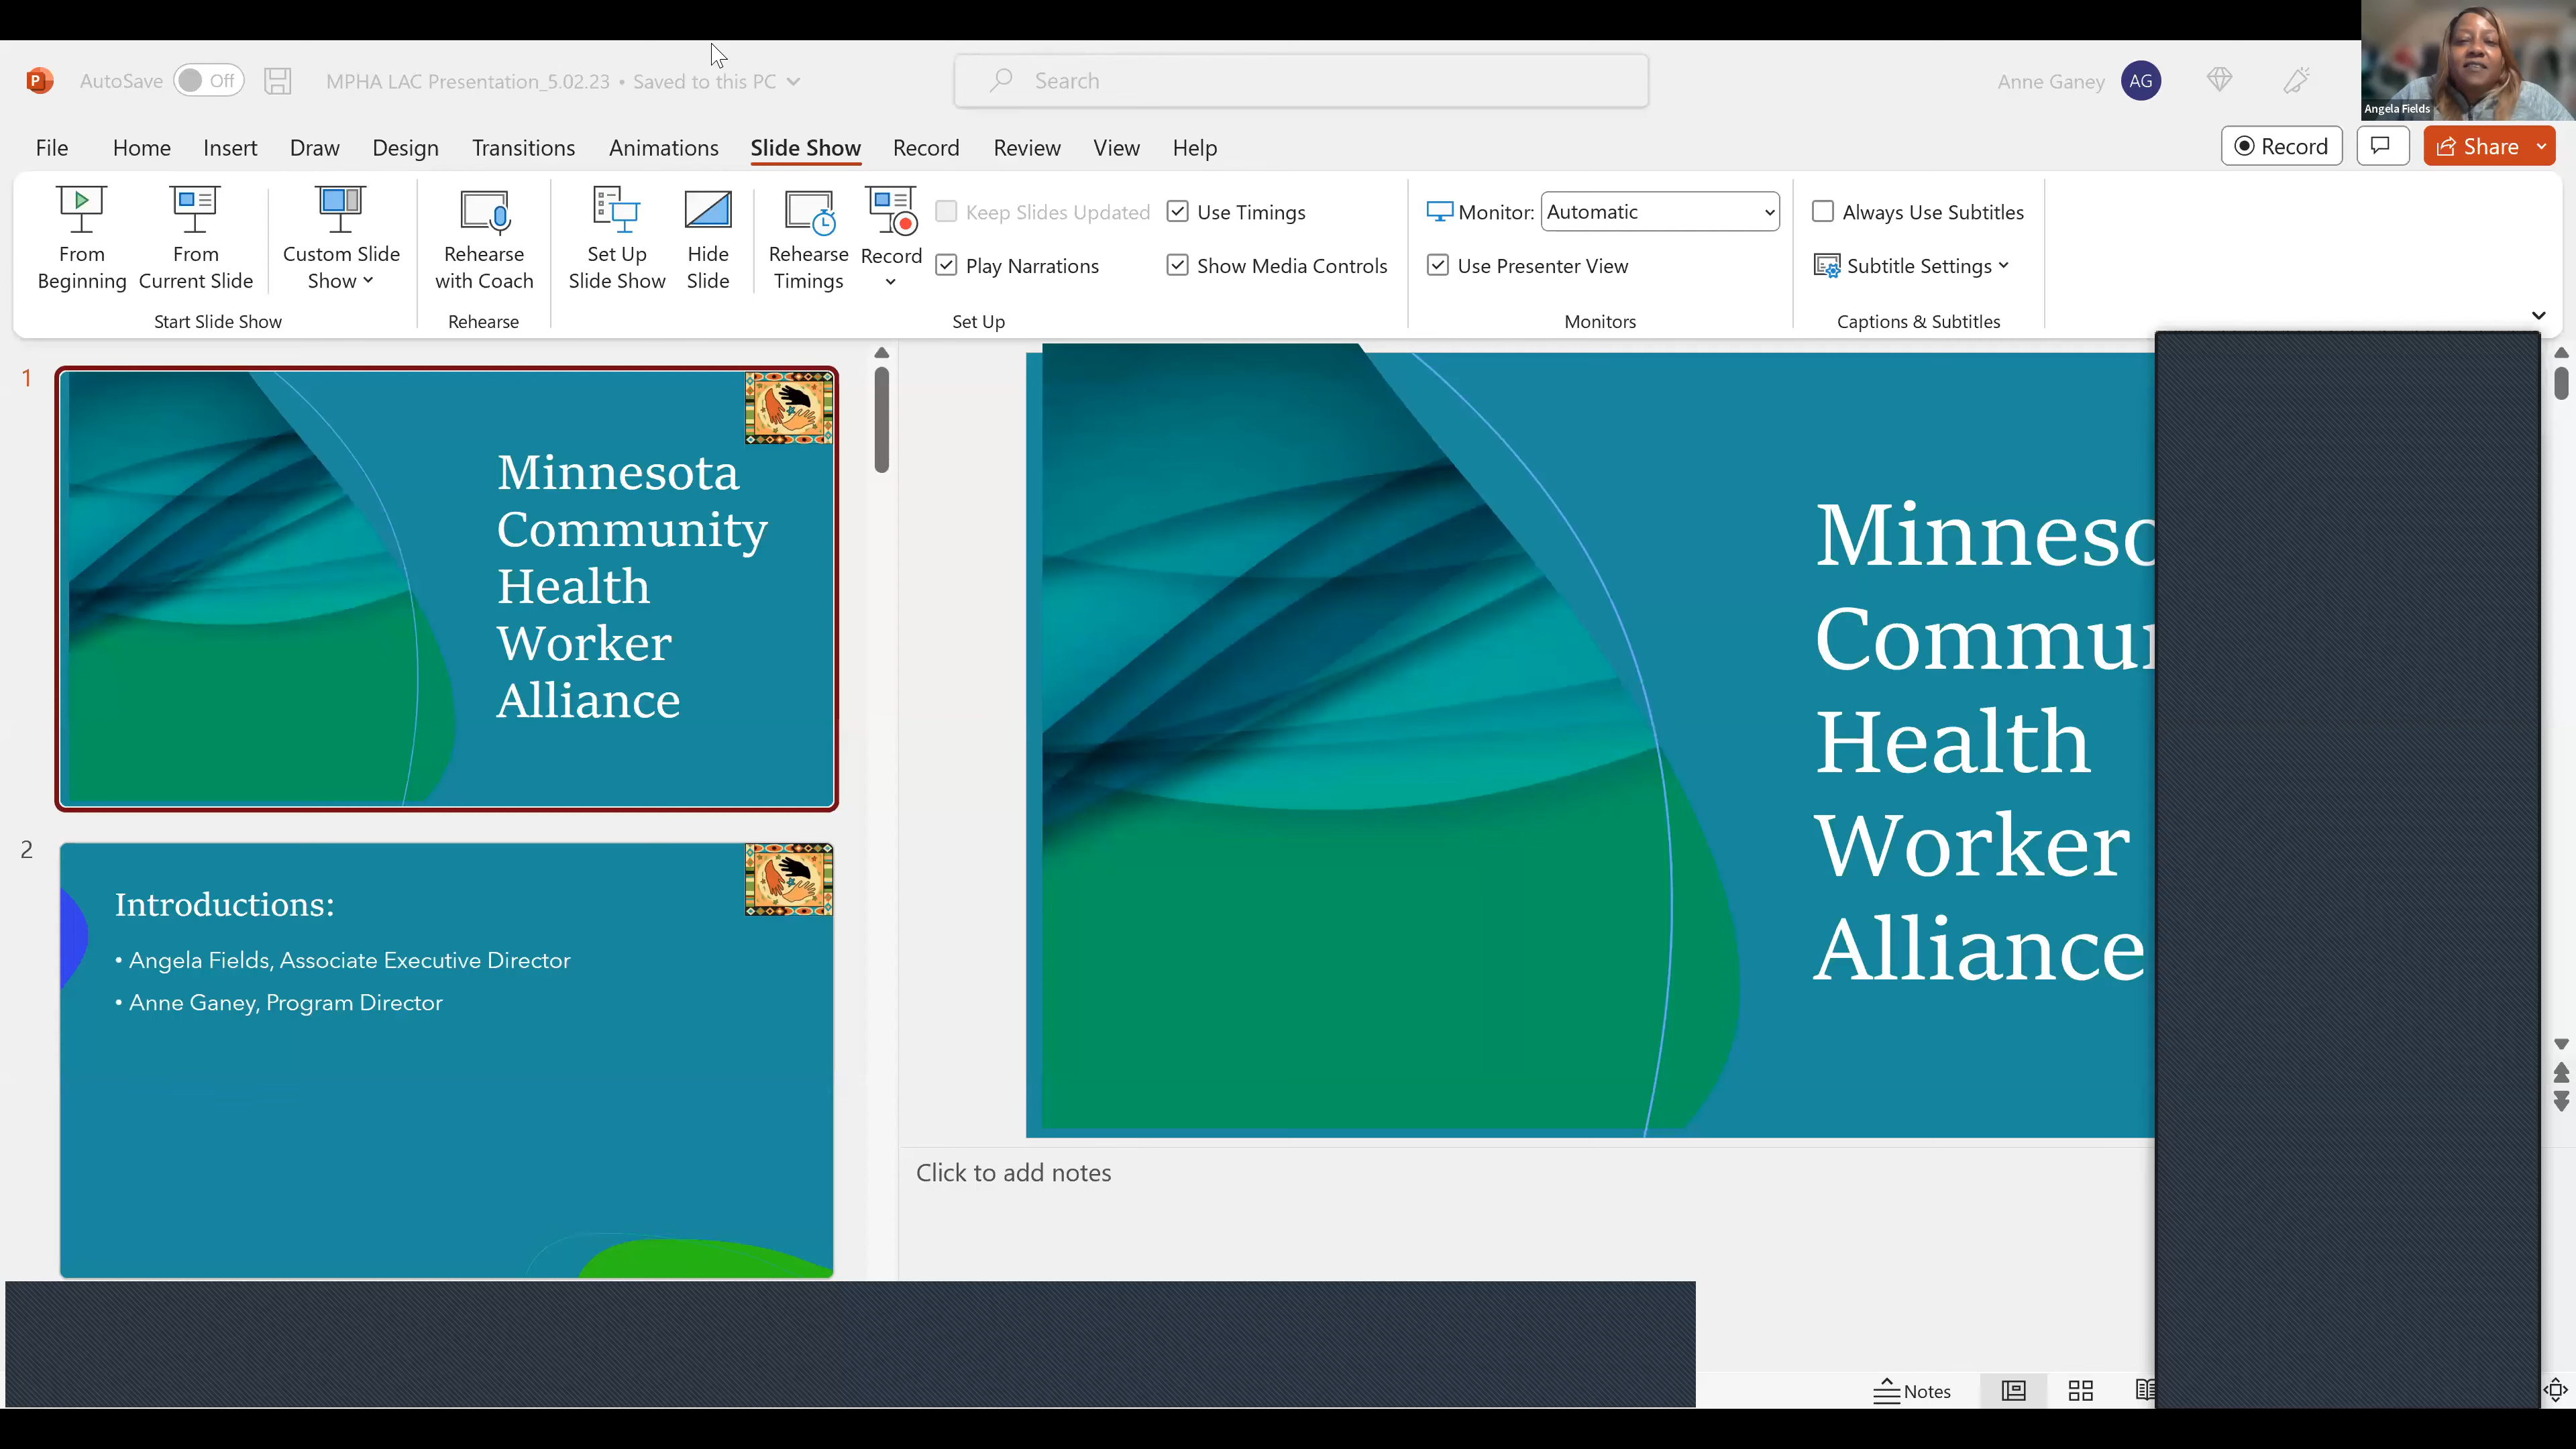 AutoSave Off MPHA LAC Presentation_5.02.23 • Saved to this PC
Search
Anne Ganey AG
Angela Fields
File Home Insert Draw Design Transitions Animations Slide Show Record Review View Help
Record Share
From Beginning
From Current Slide
Custom Slide Show
Start Slide Show
Rehearse with Coach
Rehearse
Set Up Slide Show
Hide Slide
Rehearse Timings
Record
Keep Slides Updated
Use Timings
Play Narrations
Show Media Controls
Set Up
Monitor: Automatic
Use Presenter View
Monitors
Always Use Subtitles
Subtitle Settings
Captions & Subtitles
1
Minnesota
Community
Health
Worker
Alliance
2
Introductions:
• Angela Fields, Associate Executive Director
• Anne Ganey, Program Director
Health
Worker
Alliance
Click to add notes
Notes